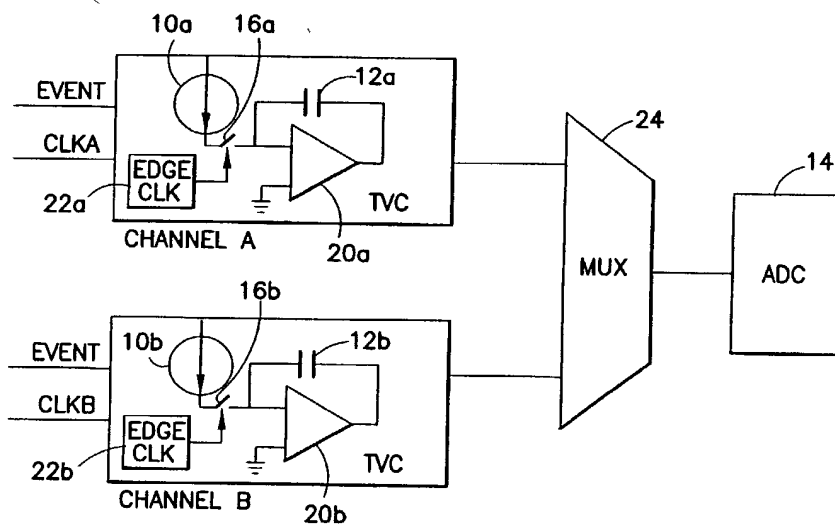 10a
16a
12a
EVENT
CLKA
EDGE
CLK
22a
TVC
20a
CHANNEL A
24
MUX
14
ADC
16b
10b
12b
EVENT
CLKB
EDGE
CLK
22b
TVC
20b
CHANNEL B